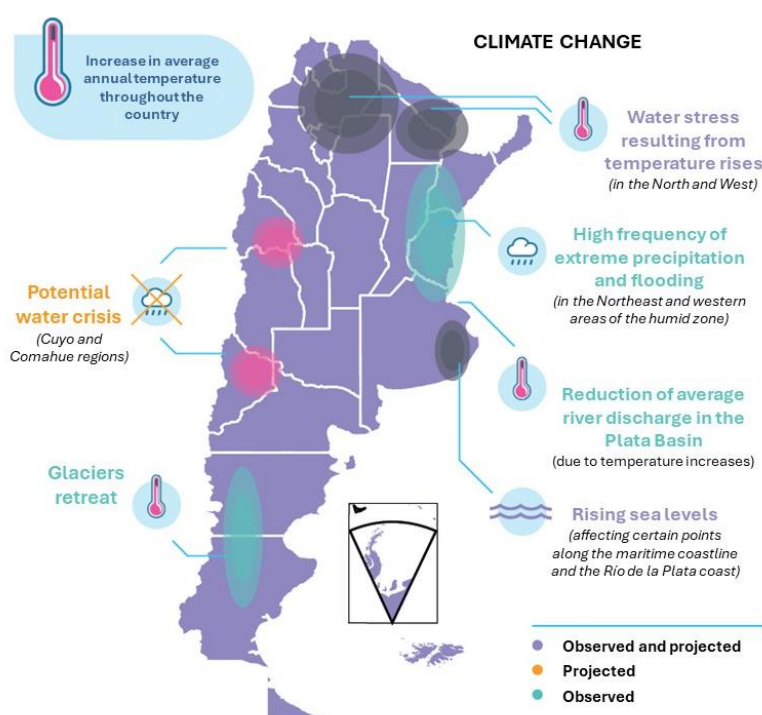 CLIMATE CHANGE
Increase in average
annual temperature
throughout the
country
Water stress
resulting from
temperature rises
(in the North and West)
High frequency of
extreme precipitation
and flooding
(in the Northeast and western
areas of the humid zone)
Potential
water crisis
(Cuyo and
Comahue regions)
Reduction of average
river discharge in the
Plata Basin
(due to temperature increases)
Glaciers
retreat
Rising sea levels
(affecting certain points
along the maritime coastline
and the Río de la Plata coast)
Observed and projected
Projected
Observed